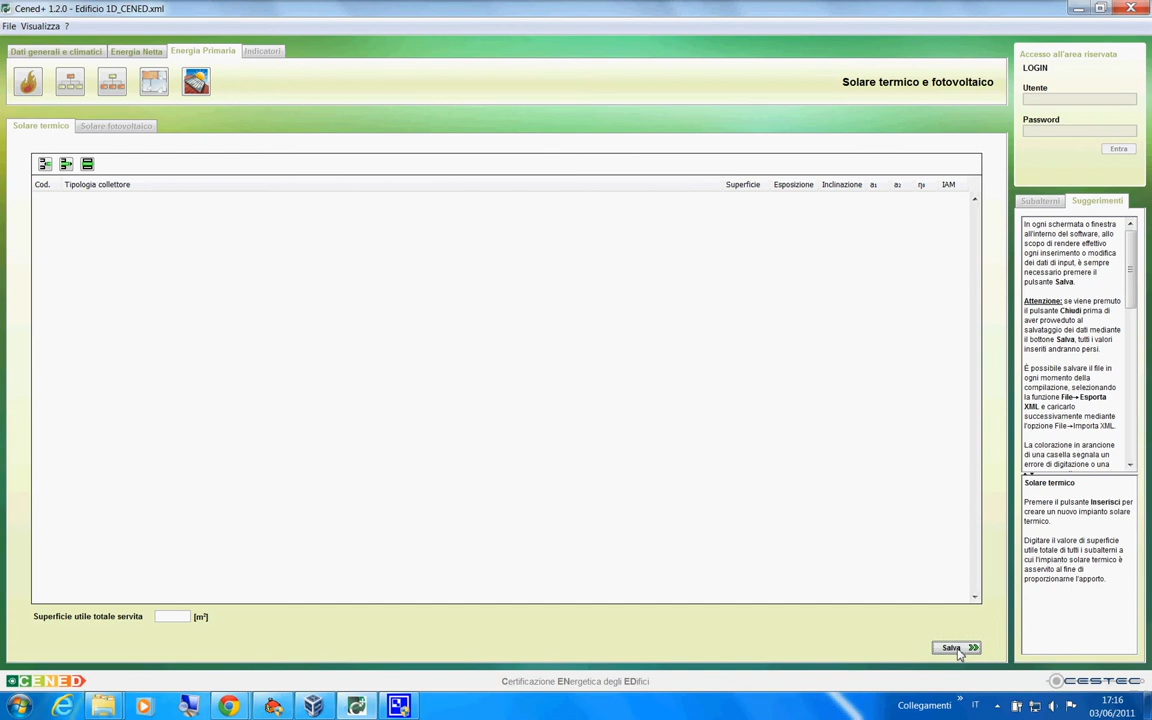 Cened+ 1.2.0 - Edificio 1D_CENED.xml
File Visualizza ?
Dati generali e climatici Energia Netta Energia Primaria Indicatori
Solare termico e fotovoltaico
Solare termico Solare fotovoltaico
Cod. Tipologia collettore Superficie Esposizione Inclinazione a₁ a₂ η₀ IAM
Superficie utile totale servita [m²]
Salva
Accesso all'area riservata
LOGIN
Utente
Password
Entra
Subalterni Suggerimenti
In ogni schermata o finestra
all'interno del software, allo
scopo di rendere effettivo
ogni inserimento o modifica
dei dati di input, è sempre
necessario premere il
pulsante Salva.
Attenzione: se viene premuto
il pulsante Chiudi prima di
aver provveduto al
salvataggio dei dati mediante
il bottone Salva, tutti i valori
inseriti andranno persi.
È possibile salvare il file in
ogni momento della
compilazione, selezionando
la funzione File→Esporta
XML e caricarlo
successivamente mediante
l'opzione File→Importa XML.
La colorazione in arancione
di una casella segnala un
errore di digitazione o una
Solare termico
Premere il pulsante Inserisci per
creare un nuovo impianto solare
termico.
Digitare il valore di superficie
utile totale di tutti i subalterni a
cui l'impianto solare termico è
asservito al fine di
proporzionarne l'apporto.
CENED
Certificazione ENergetica degli EDifici
CESTEC
Collegamenti » IT 17:16
03/06/2011